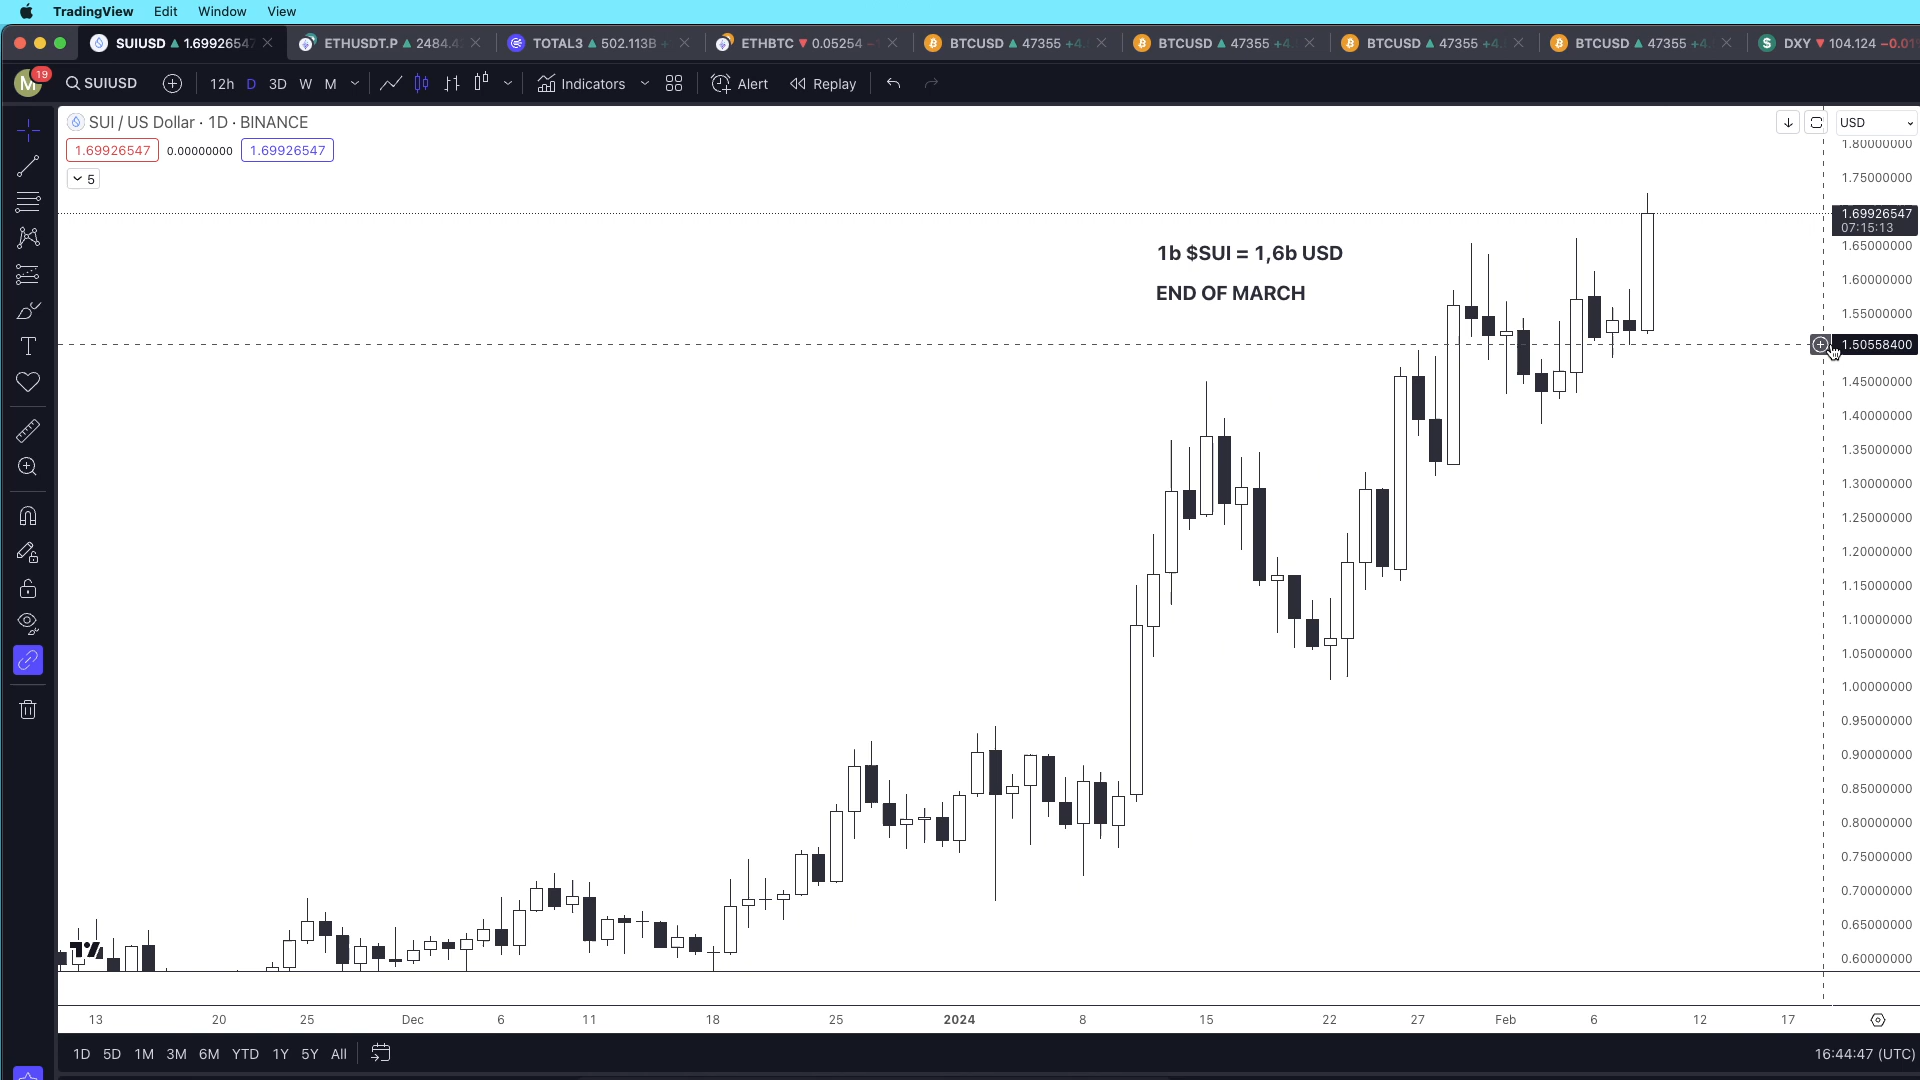 TradingView Edit Window View
SUIUSD ▲ 1.69926547 ETHUSDT.P ▲ 2484.4 TOTAL3 ▲ 502.113B ETHBTC ▼ 0.05254 BTCUSD ▲ 47355 +4. BTCUSD ▲ 47355 +4. BTCUSD ▲ 47355 +4. BTCUSD ▲ 47355 +4. DXY ▼ 104.124 −0.01
M 19 SUIUSD 12h D 3D W M Indicators Alert Replay
SUI / US Dollar · 1D · BINANCE
USD
1.69926547 0.00000000 1.69926547
5
1.80000000
1.75000000
1.69926547
07:15:13
1.65000000
1b $SUI = 1,6b USD
1.60000000
END OF MARCH
1.55000000
1.50558400
1.45000000
1.40000000
1.35000000
1.30000000
1.25000000
1.20000000
1.15000000
1.10000000
1.05000000
1.00000000
0.95000000
0.90000000
0.85000000
0.80000000
0.75000000
0.70000000
0.65000000
0.60000000
13 20 25 Dec 6 11 18 25 2024 8 15 22 27 Feb 6 12 17
1D 5D 1M 3M 6M YTD 1Y 5Y All 16:44:47 (UTC)